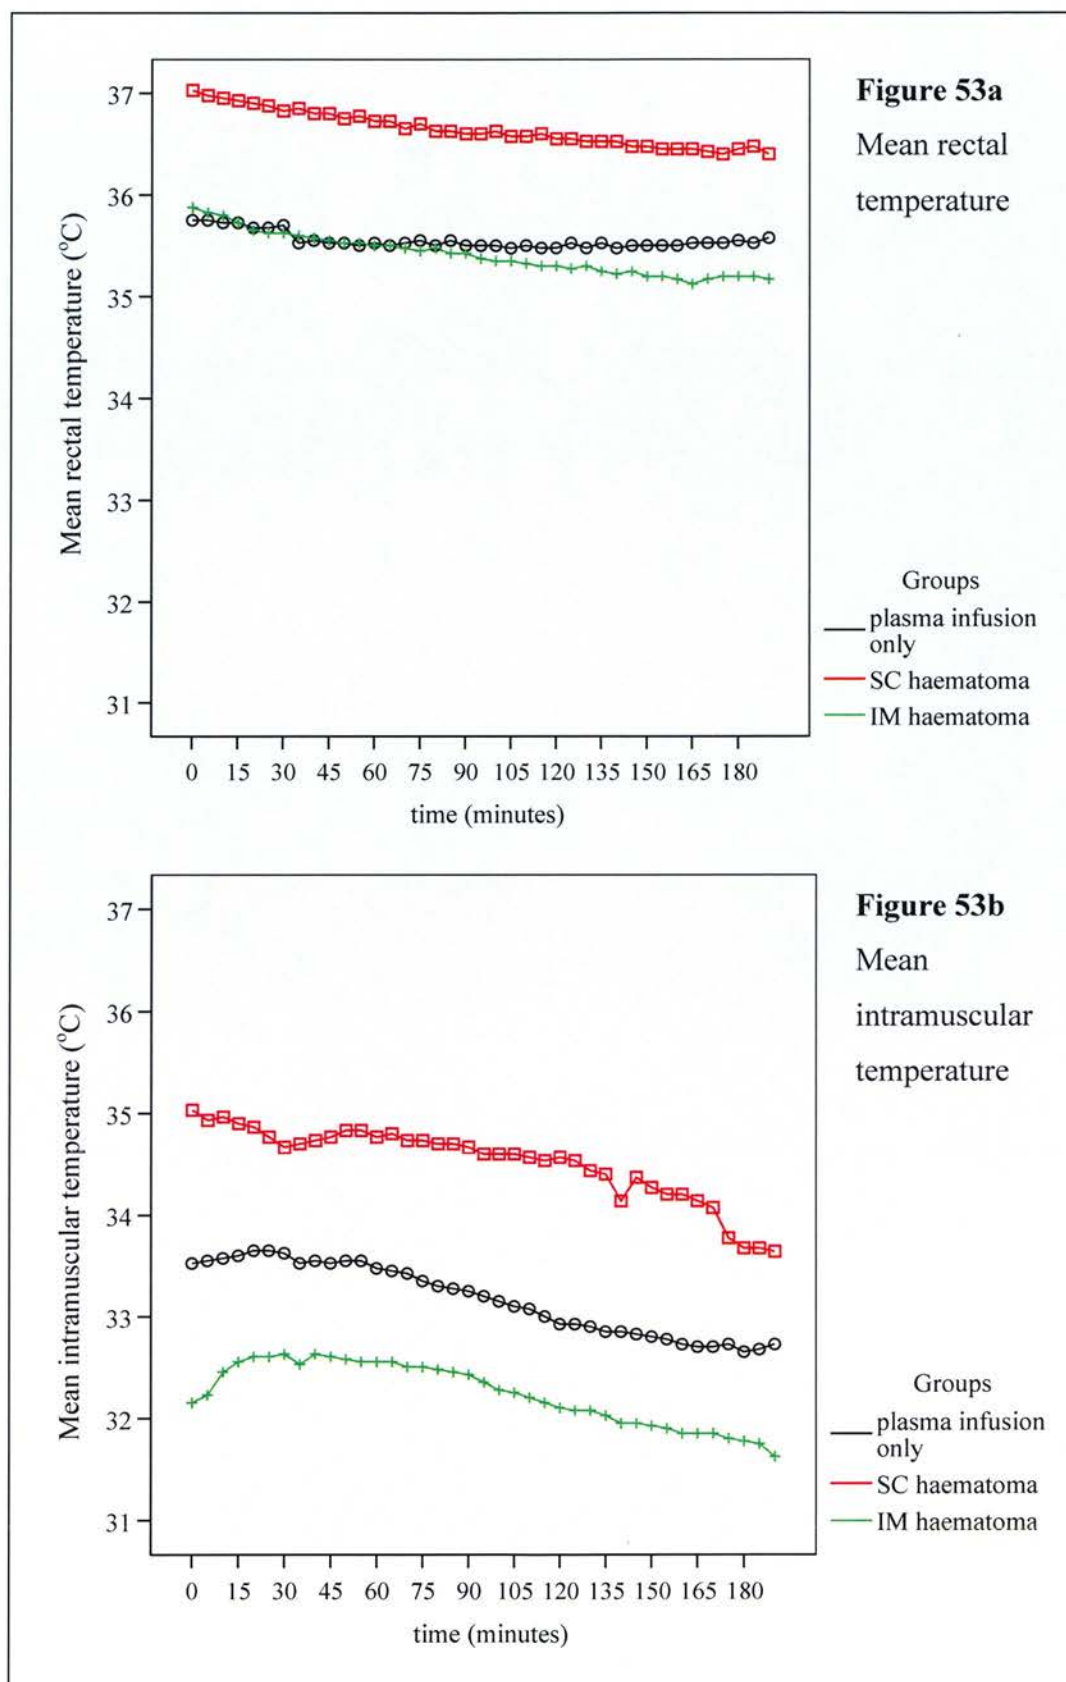 Figure 53a
Mean rectal
temperature
Mean rectal temperature (°C)
37
36
35
34
33
32
31
0 15 30 45 60 75 90 105 120 135 150 165 180
time (minutes)
Groups
plasma infusion
only
SC haematoma
IM haematoma
Figure 53b
Mean
intramuscular
temperature
Mean intramuscular temperature (°C)
37
36
35
34
33
32
31
0 15 30 45 60 75 90 105 120 135 150 165 180
time (minutes)
Groups
plasma infusion
only
SC haematoma
IM haematoma